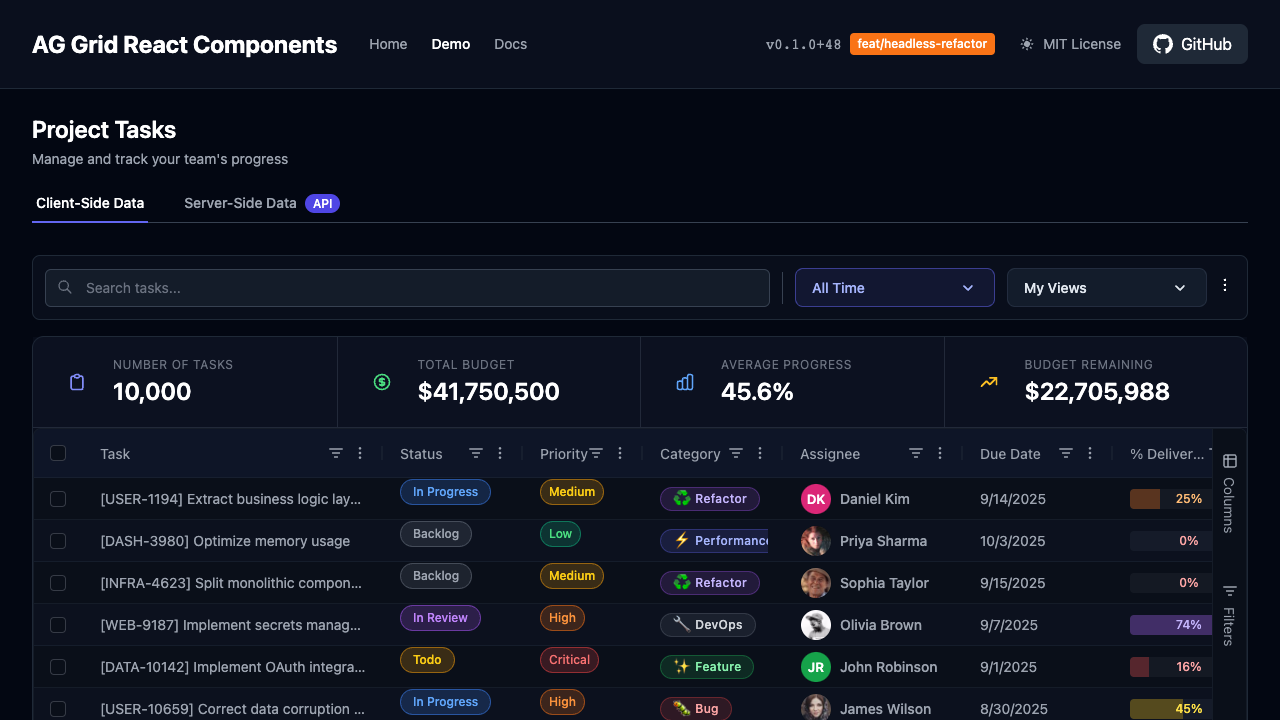 AG Grid React Components Home Demo Docs v0.1.0+48 feat/headless-refactor MIT License GitHub
Project Tasks
Manage and track your team's progress
Client-Side Data Server-Side Data API
Search tasks... All Time My Views
NUMBER OF TASKS TOTAL BUDGET AVERAGE PROGRESS BUDGET REMAINING
10,000 $41,750,500 45.6% $22,705,988
Task Status Priority Category Assignee Due Date % Deliver...
Columns
Filters
[USER-1194] Extract business logic lay... In Progress Medium Refactor DK Daniel Kim 9/14/2025 25%
[DASH-3980] Optimize memory usage Backlog Low Performance Priya Sharma 10/3/2025 0%
[INFRA-4623] Split monolithic compon... Backlog Medium Refactor Sophia Taylor 9/15/2025 0%
[WEB-9187] Implement secrets manag... In Review High DevOps Olivia Brown 9/7/2025 74%
[DATA-10142] Implement OAuth integra... Todo Critical Feature JR John Robinson 9/1/2025 16%
[USER-10659] Correct data corruption ... In Progress High Bug James Wilson 8/30/2025 45%